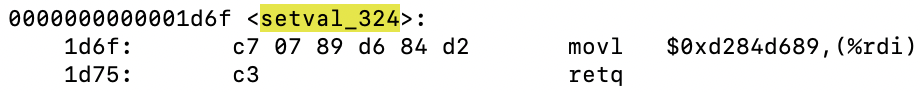 0000000000001d6f <setval_324>:
1d6f: c7 07 89 d6 84 d2 movl $0xd284d689,(%rdi)
1d75: c3 retq